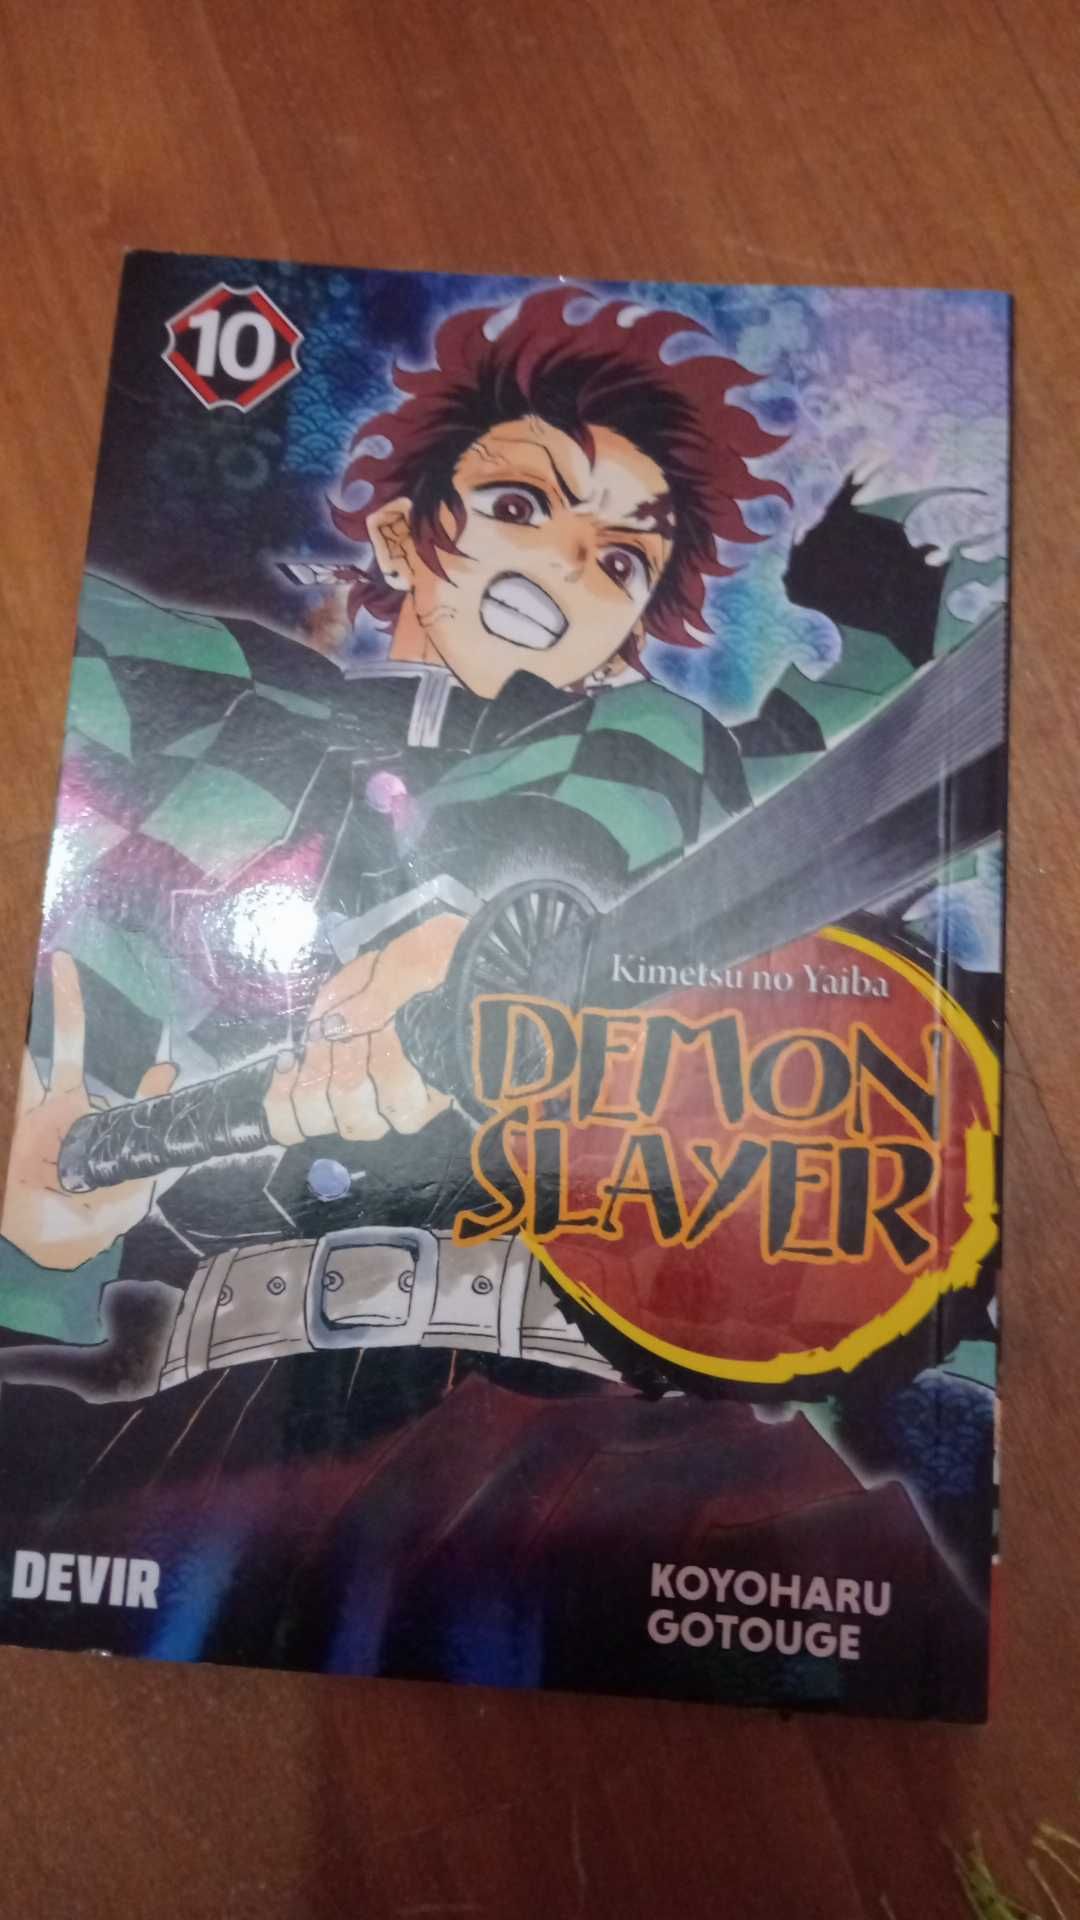 10
Kimetsu no Yaiba
DEMON
SLAYER
DEVIR
KOYOHARU
GOTOUGE